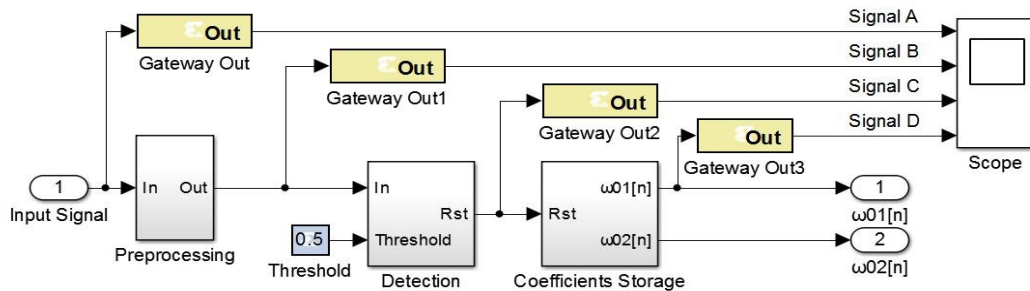 Signal A
Out
Gateway Out
Signal B
Out
Gateway Out1
Signal C
Out
Gateway Out2
Signal D
Out
Gateway Out3
Scope
1
Input Signal
In Out
Preprocessing
0.5
Threshold
In
Rst
Threshold
Detection
Rst
ω01[n]
ω02[n]
Coefficients Storage
1
ω01[n]
2
ω02[n]